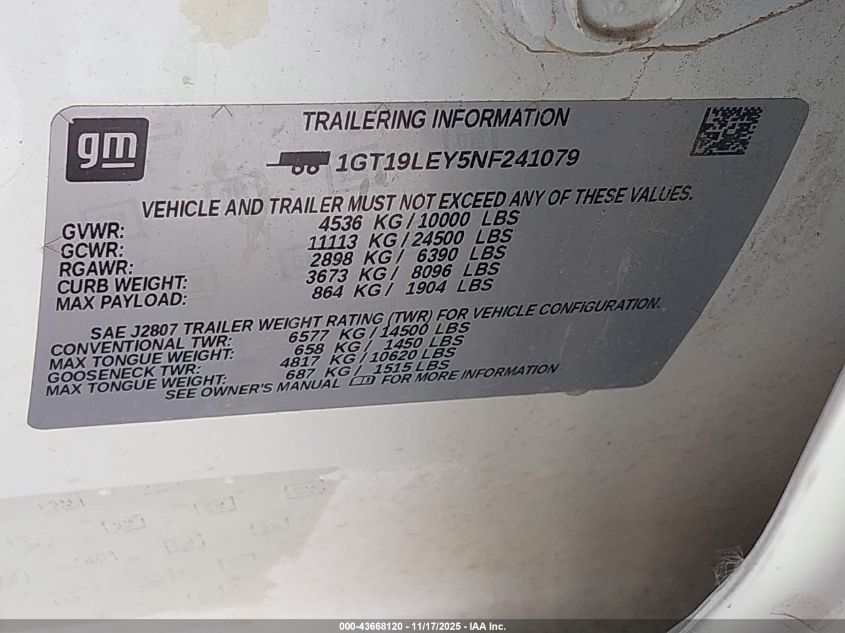 gm
TRAILERING INFORMATION
1GT19LEY5NF241079
VEHICLE AND TRAILER MUST NOT EXCEED ANY OF THESE VALUES.
GVWR: 4536 KG/10000 LBS
GCWR: 11113 KG/24500 LBS
RGAWR: 2898 KG/ 6390 LBS
CURB WEIGHT: 3673 KG/ 8096 LBS
MAX PAYLOAD: 864 KG/ 1904 LBS
SAE J2807 TRAILER WEIGHT RATING (TWR) FOR VEHICLE CONFIGURATION.
CONVENTIONAL TWR: 6577 KG/14500 LBS
MAX TONGUE WEIGHT: 658 KG/ 1450 LBS
GOOSENECK TWR: 4817 KG/10620 LBS
MAX TONGUE WEIGHT: 687 KG/ 1515 LBS
SEE OWNER'S MANUAL FOR MORE INFORMATION
000-43668120 - 11/17/2025 - IAA Inc.